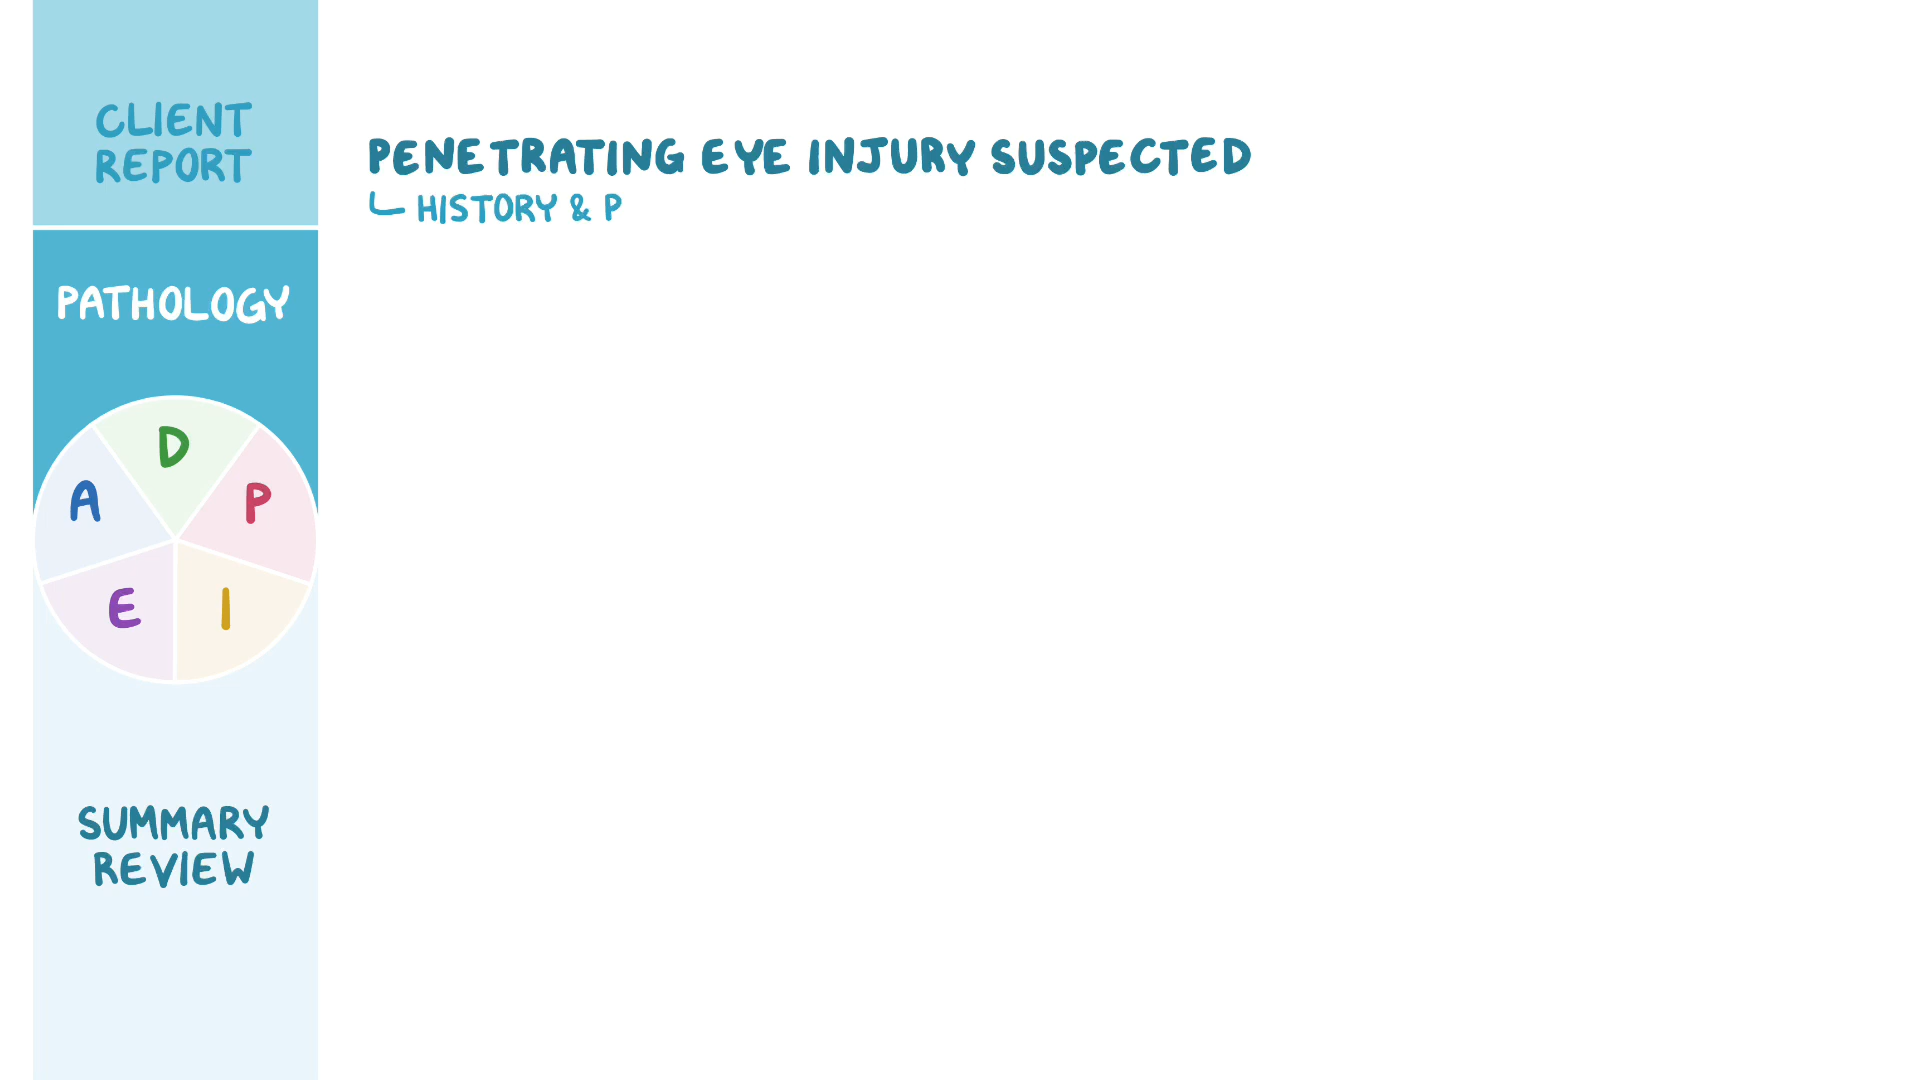 CLIENT
REPORT
PATHOLOGY
D
A
P
E
I
SUMMARY
REVIEW
PENETRATING EYE INJURY SUSPECTED
HISTORY & P